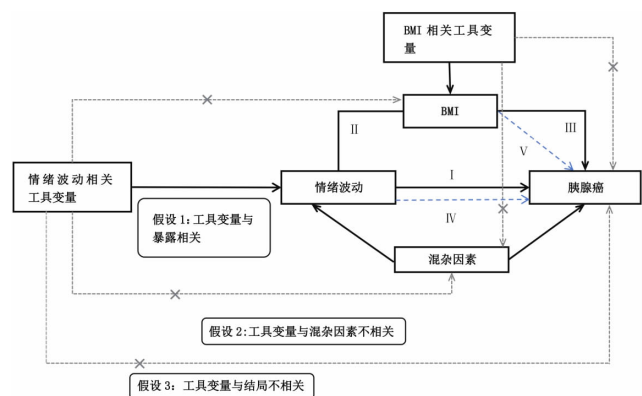 BMI 相关工具变
量
BMI
II
III
V
情绪波动相关
工具变量
I
情绪波动
胰腺癌
假设1：工具变量与
暴露相关
IV
混杂因素
假设2:工具变量与混杂因素不相关
假设3：工具变量与结局不相关